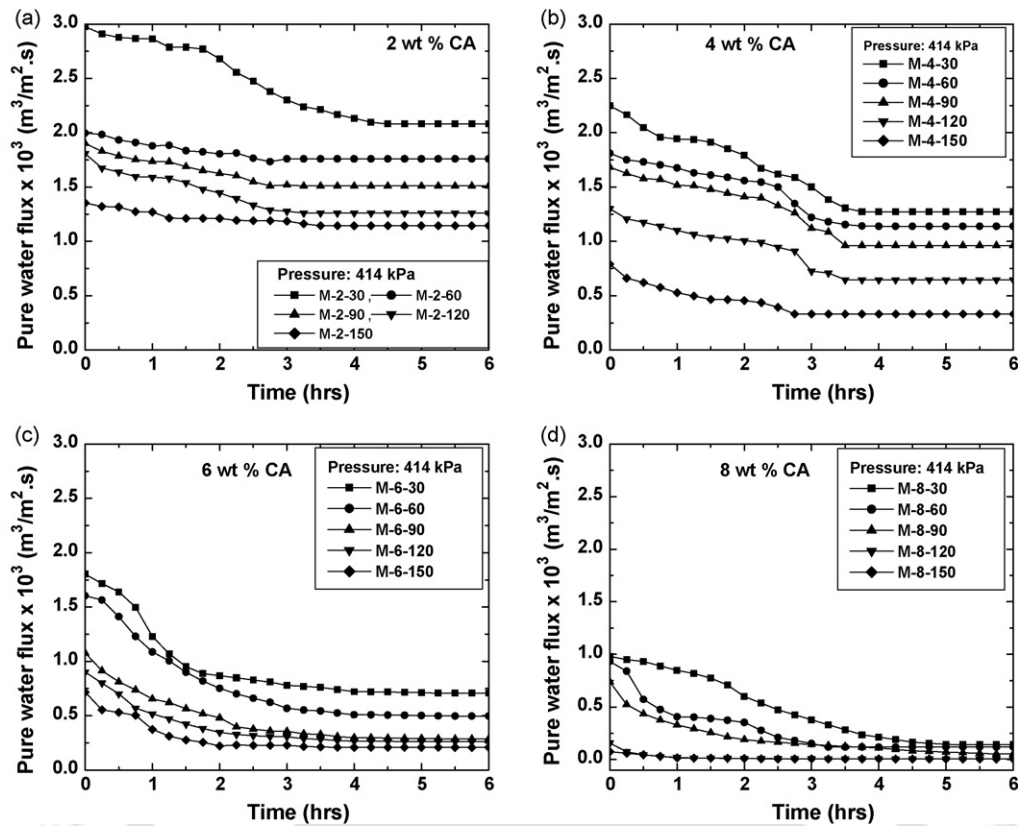 (a)
2 wt % CA
Pure water flux x 10³ (m³/m².s)
3.0
2.5
2.0
1.5
1.0
0.5
0.0
Pressure: 414 kPa
M-2-30 , M-2-60
M-2-90 , M-2-120
M-2-150
0 1 2 3 4 5 6
Time (hrs)
(b)
4 wt % CA
Pure water flux x 10³ (m³/m².s)
3.0
2.5
2.0
1.5
1.0
0.5
0.0
Pressure: 414 kPa
M-4-30
M-4-60
M-4-90
M-4-120
M-4-150
0 1 2 3 4 5 6
Time (hrs)
(c)
6 wt % CA
Pure water flux x 10³ (m³/m².s)
3.0
2.5
2.0
1.5
1.0
0.5
0.0
Pressure: 414 kPa
M-6-30
M-6-60
M-6-90
M-6-120
M-6-150
0 1 2 3 4 5 6
Time (hrs)
(d)
8 wt % CA
Pure water flux x 10³ (m³/m².s)
3.0
2.5
2.0
1.5
1.0
0.5
0.0
Pressure: 414 kPa
M-8-30
M-8-60
M-8-90
M-8-120
M-8-150
0 1 2 3 4 5 6
Time (hrs)